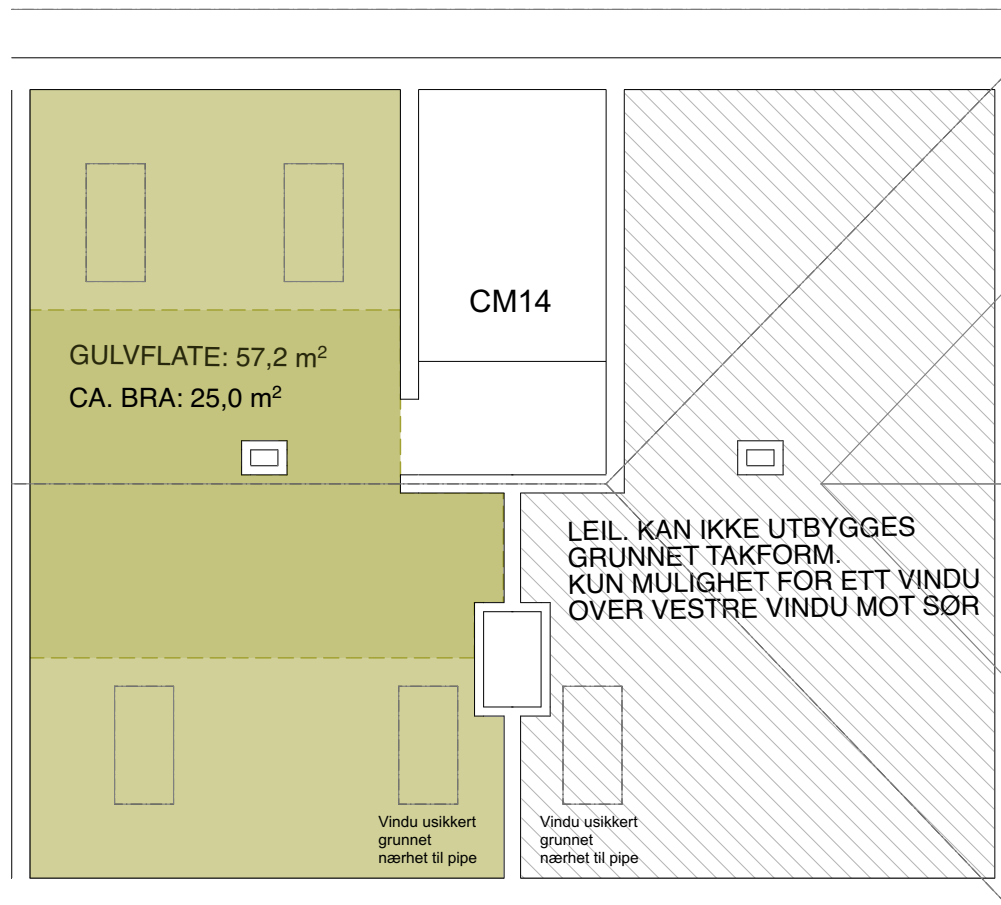 CM14
GULVFLATE: 57,2 m²
CA. BRA: 25,0 m²
LEIL. KAN IKKE UTBYGGES
GRUNNET TAKFORM.
KUN MULIGHET FOR ETT VINDU
OVER VESTRE VINDU MOT SØR
Vindu usikkert
grunnet
nærhet til pipe
Vindu usikkert
grunnet
nærhet til pipe